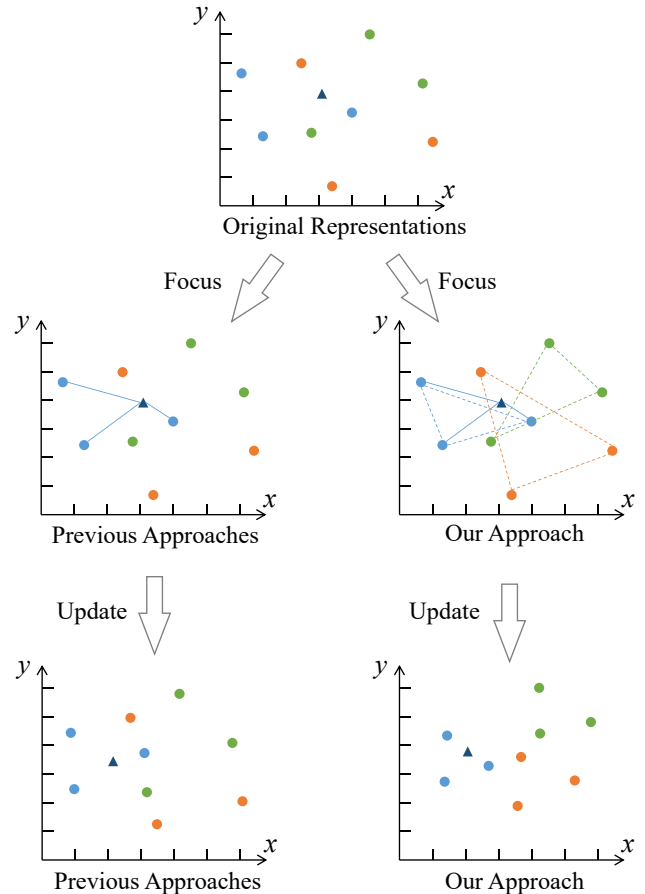 y
x
Original Representations
Focus
Focus
y
x
Previous Approaches
y
x
Our Approach
Update
Update
y
x
Previous Approaches
y
x
Our Approach